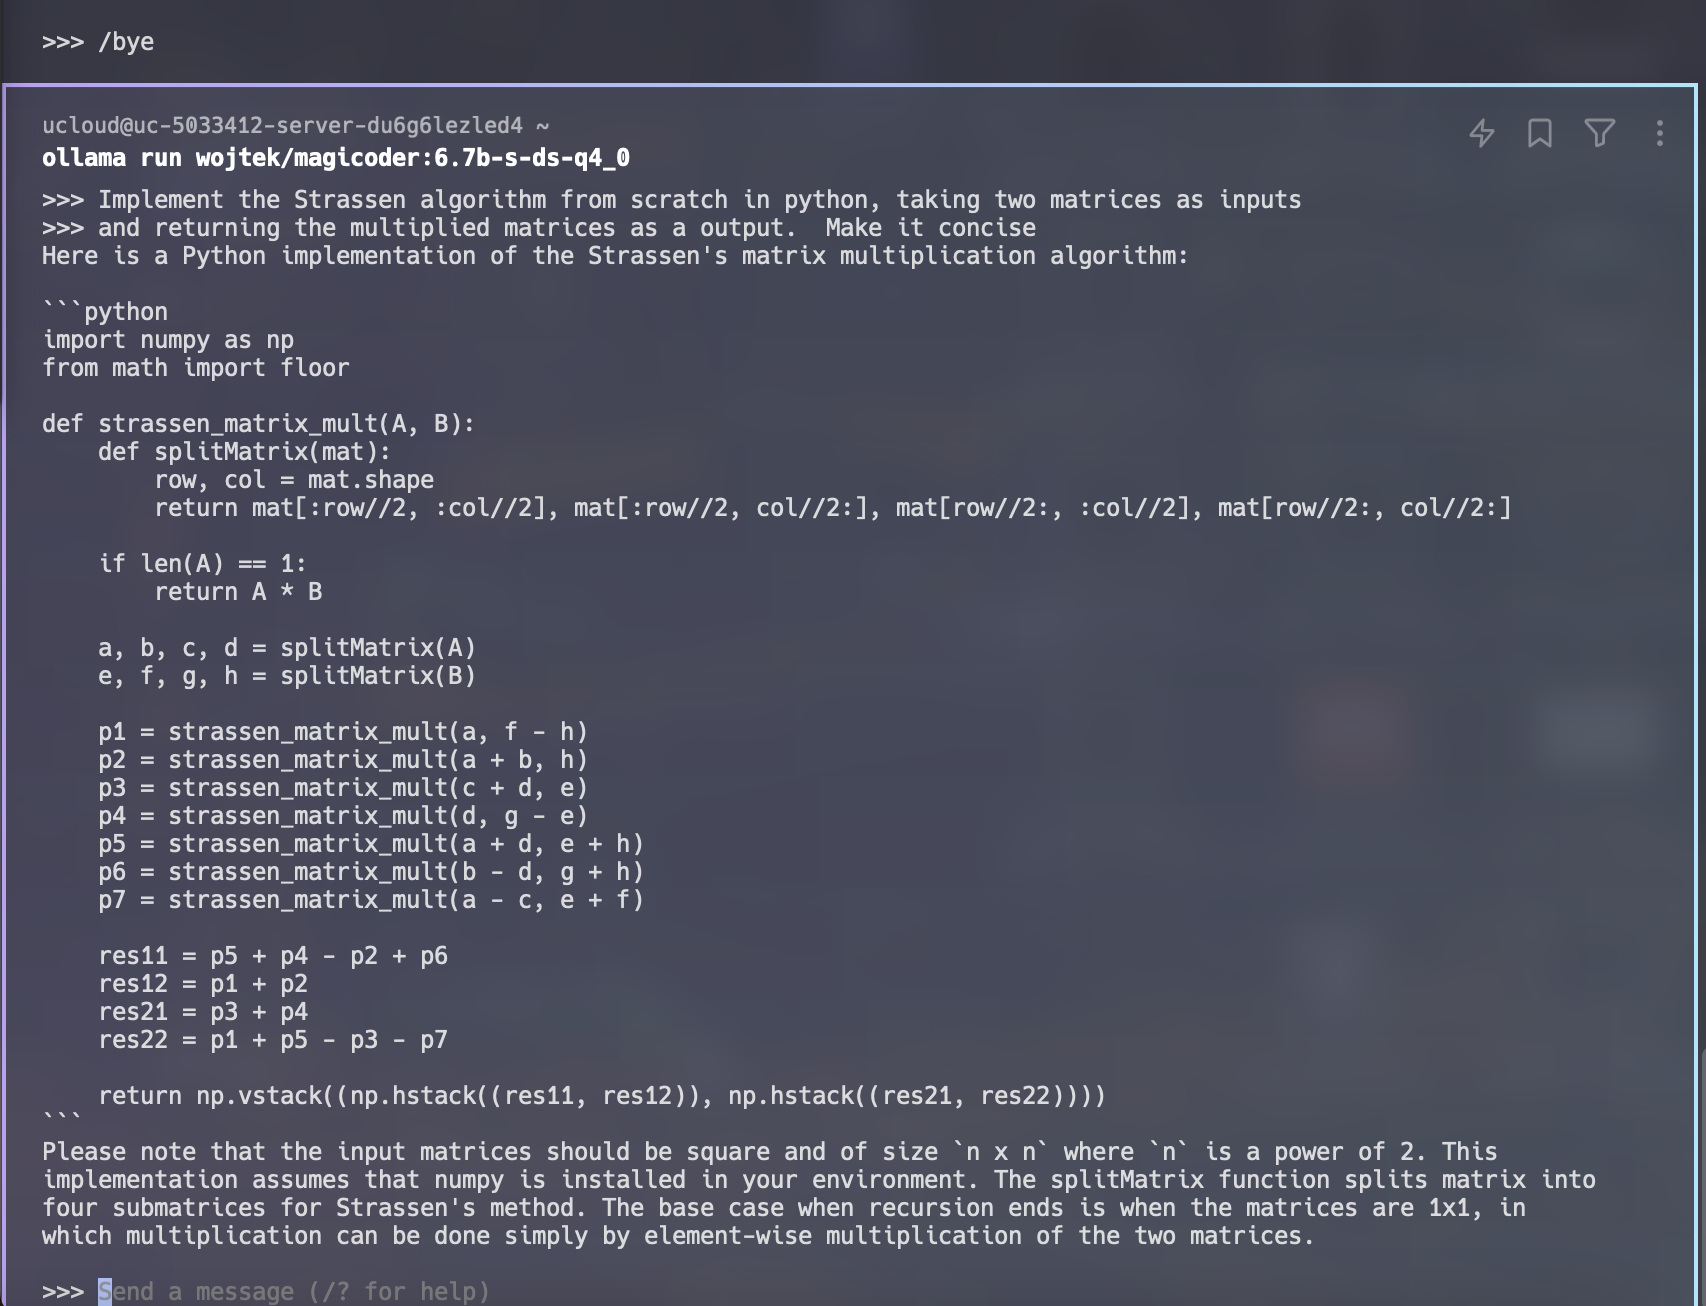 >>> /bye
ucloud@uc-5033412-server-du6g6lezled4 ~
ollama run wojtek/magicoder:6.7b-s-ds-q4_0
>>> Implement the Strassen algorithm from scratch in python, taking two matrices as inputs
>>> and returning the multiplied matrices as a output.  Make it concise
Here is a Python implementation of the Strassen's matrix multiplication algorithm:

```python
import numpy as np
from math import floor

def strassen_matrix_mult(A, B):
    def splitMatrix(mat):
        row, col = mat.shape
        return mat[:row//2, :col//2], mat[:row//2, col//2:], mat[row//2:, :col//2], mat[row//2:, col//2:]

    if len(A) == 1:
        return A * B

    a, b, c, d = splitMatrix(A)
    e, f, g, h = splitMatrix(B)

    p1 = strassen_matrix_mult(a, f - h)
    p2 = strassen_matrix_mult(a + b, h)
    p3 = strassen_matrix_mult(c + d, e)
    p4 = strassen_matrix_mult(d, g - e)
    p5 = strassen_matrix_mult(a + d, e + h)
    p6 = strassen_matrix_mult(b - d, g + h)
    p7 = strassen_matrix_mult(a - c, e + f)

    res11 = p5 + p4 - p2 + p6
    res12 = p1 + p2
    res21 = p3 + p4
    res22 = p1 + p5 - p3 - p7

    return np.vstack((np.hstack((res11, res12)), np.hstack((res21, res22))))
```
Please note that the input matrices should be square and of size `n x n` where `n` is a power of 2. This
implementation assumes that numpy is installed in your environment. The splitMatrix function splits matrix into
four submatrices for Strassen's method. The base case when recursion ends is when the matrices are 1x1, in
which multiplication can be done simply by element-wise multiplication of the two matrices.

>>> Send a message (/? for help)